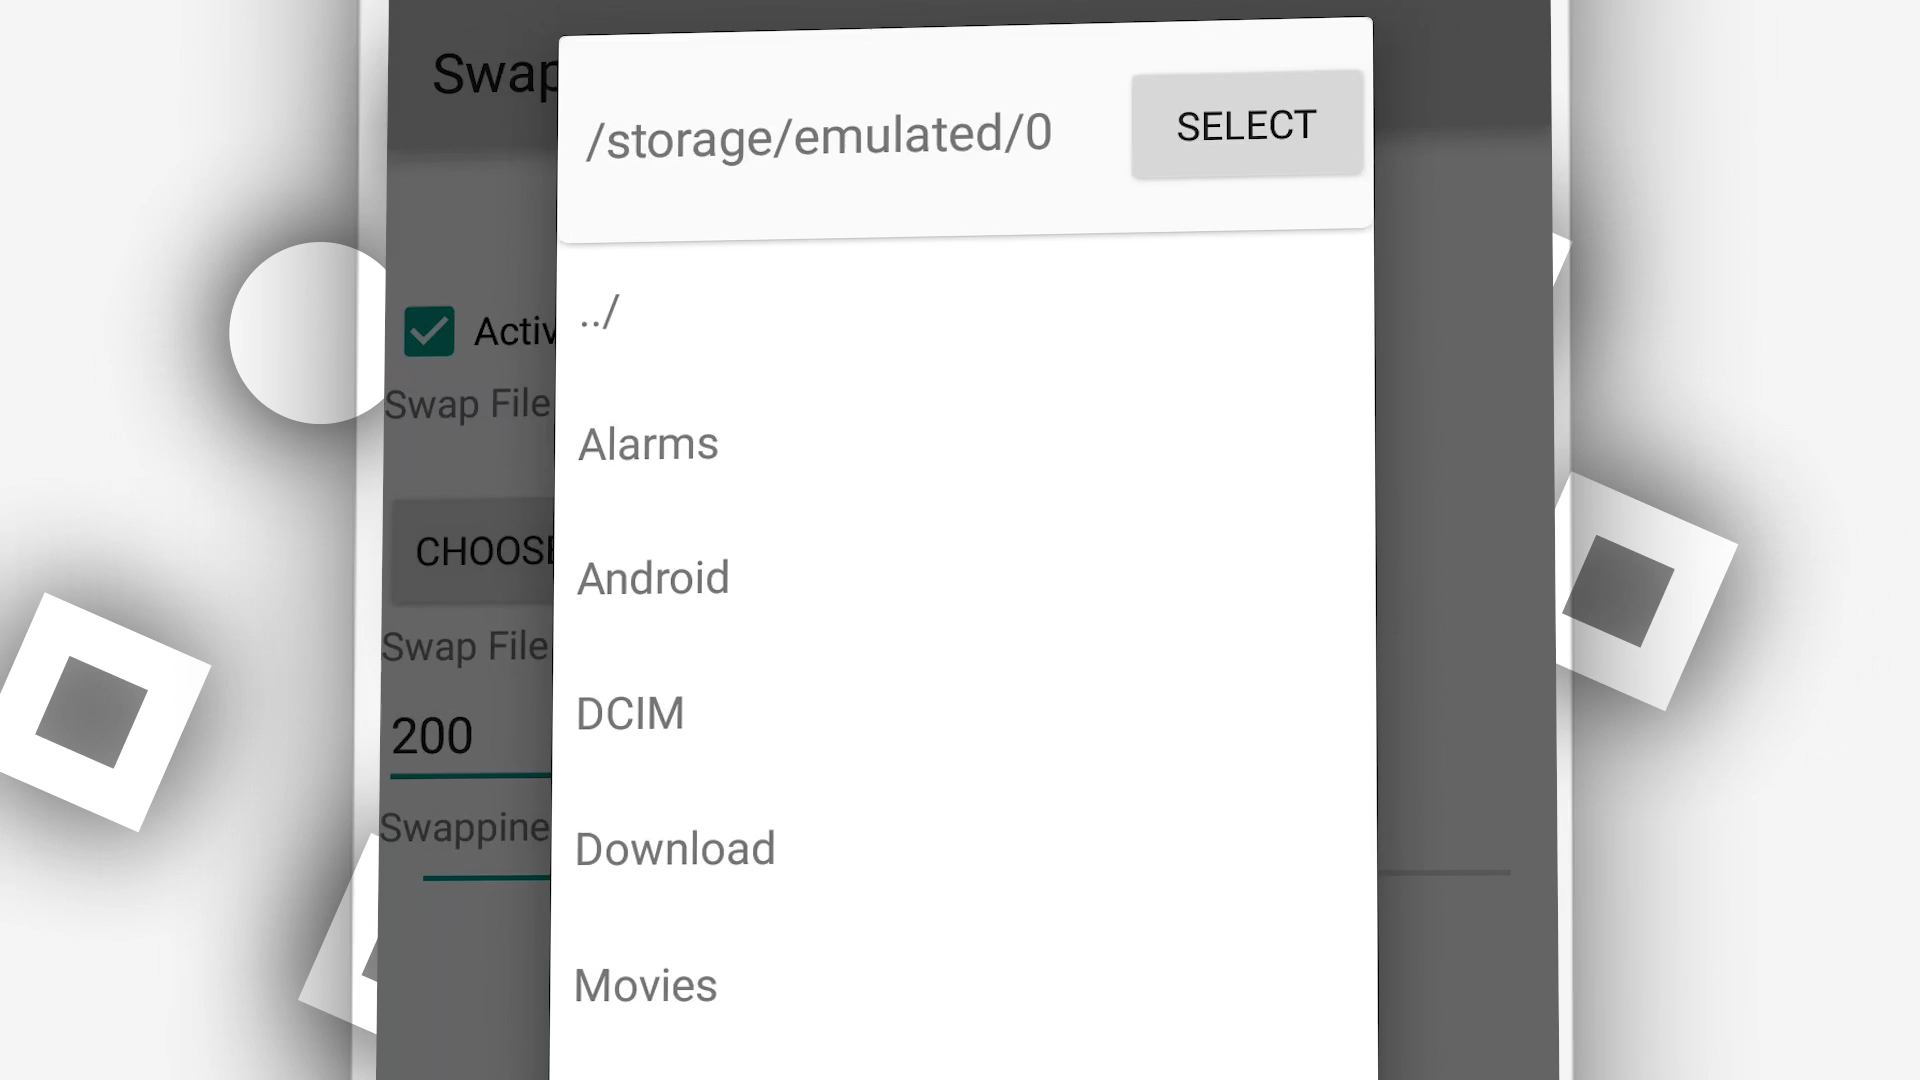 Swap
/storage/emulated/0
SELECT
../
Activ
Swap File
Alarms
CHOOSE
Android
Swap File
DCIM
200
Swappine
Download
Movies